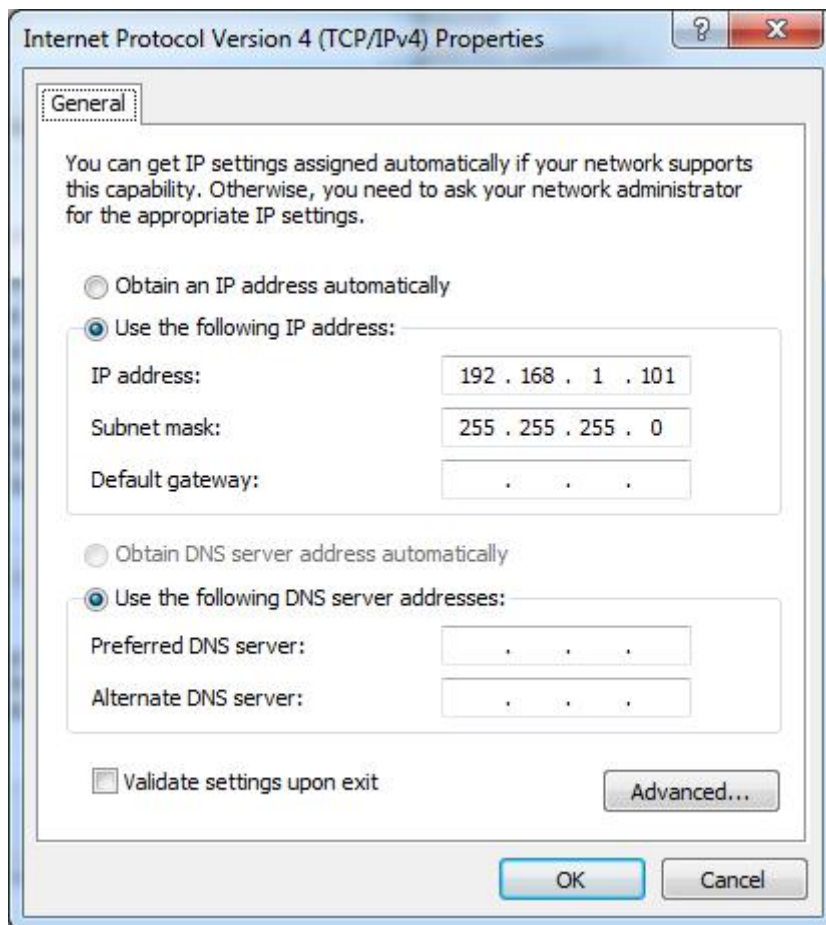 Internet Protocol Version 4 (TCP/IPv4) Properties
General
You can get IP settings assigned automatically if your network supports
this capability. Otherwise, you need to ask your network administrator
for the appropriate IP settings.
Obtain an IP address automatically
Use the following IP address:
IP address: 192 . 168 . 1 . 101
Subnet mask: 255 . 255 . 255 . 0
Default gateway: . . .
Obtain DNS server address automatically
Use the following DNS server addresses:
Preferred DNS server: . . .
Alternate DNS server: . . .
Validate settings upon exit
Advanced...
OK Cancel